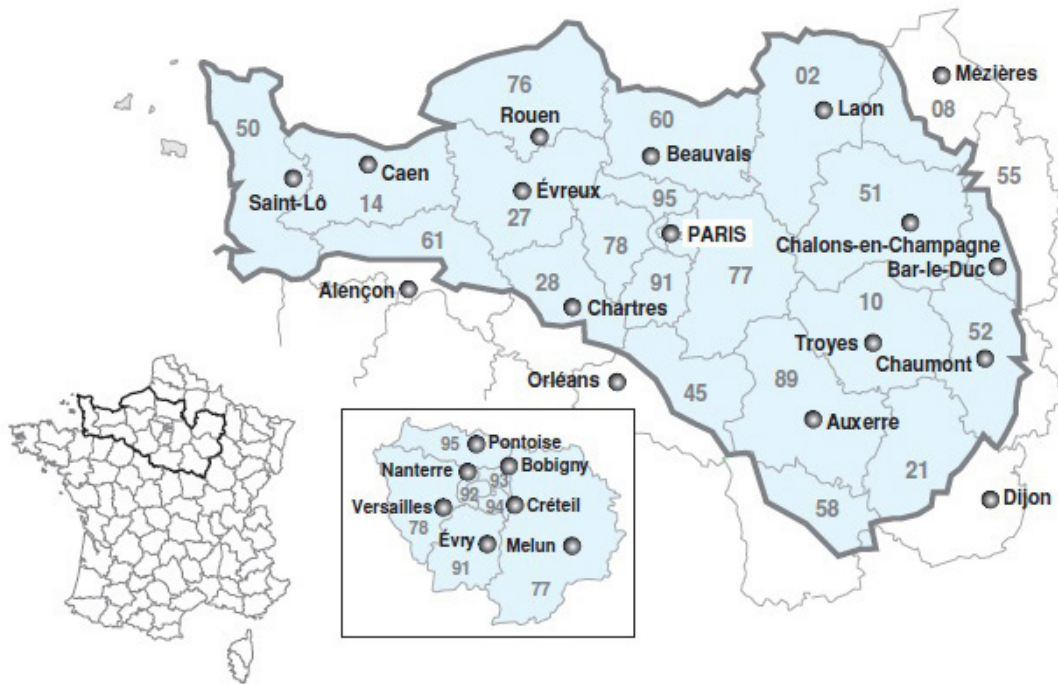 76
02
Mézières
08
50
Rouen
60
Laon
Beauvais
Caen
55
Saint-Lô
14
Évreux
95
51
27
61
78
PARIS
Chalons-en-Champagne
Bar-le-Duc
28
91
77
Alençon
Chartres
10
52
Troyes
Chaumont
Orléans
45
89
Auxerre
21
Dijon
58
95
Pontoise
Nanterre
Bobigny
93
92
Versailles
94
Créteil
78
Évry
Melun
91
77